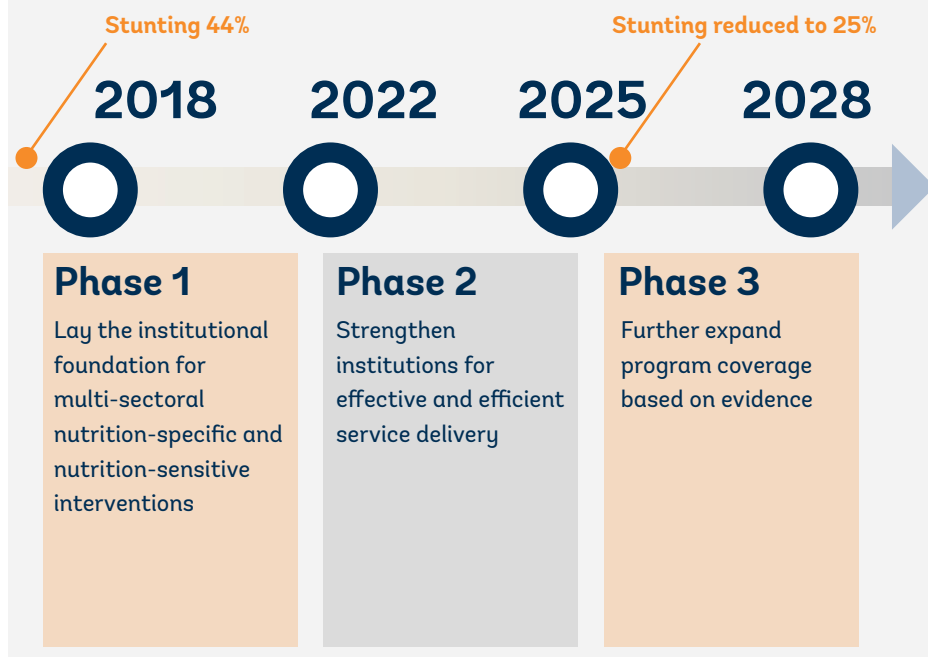 Stunting 44%
Stunting reduced to 25%
2018
2022
2025
2028
Phase 1
Lay the institutional
foundation for
multi-sectoral
nutrition-specific and
nutrition-sensitive
interventions
Phase 2
Strengthen
institutions for
effective and efficient
service delivery
Phase 3
Further expand
program coverage
based on evidence